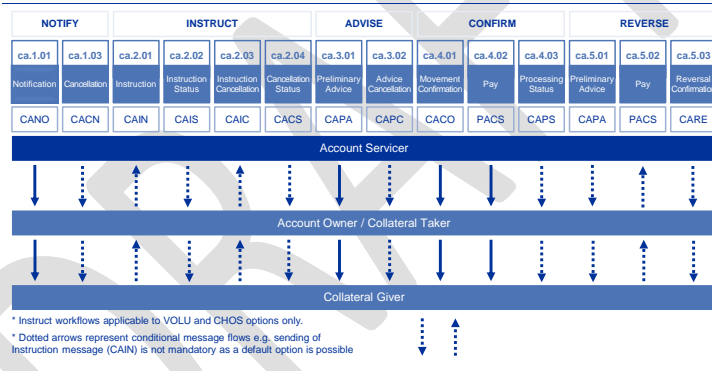 NOTIFY INSTRUCT ADVISE CONFIRM REVERSE
ca.1.01 ca.1.03 ca.2.01 ca.2.02 ca.2.03 ca.2.04 ca.3.01 ca.3.02 ca.4.01 ca.4.02 ca.4.03 ca.5.01 ca.5.02 ca.5.03
Notification Cancellation Instruction Instruction Status Instruction Cancellation Cancellation Status Preliminary Advice Advice Cancellation Movement Confirmation Pay Processing Status Preliminary Advice Pay Reversal Confirmation
CANO CACN CAIN CAIS CAIC CACS CAPA CAPC CACO PACS CAPS CAPA PACS CARE
Account Servicer
Account Owner / Collateral Taker
Collateral Giver
* Instruct workflows applicable to VOLU and CHOS options only.
* Dotted arrows represent conditional message flows e.g. sending of
Instruction message (CAIN) is not mandatory as a default option is possible